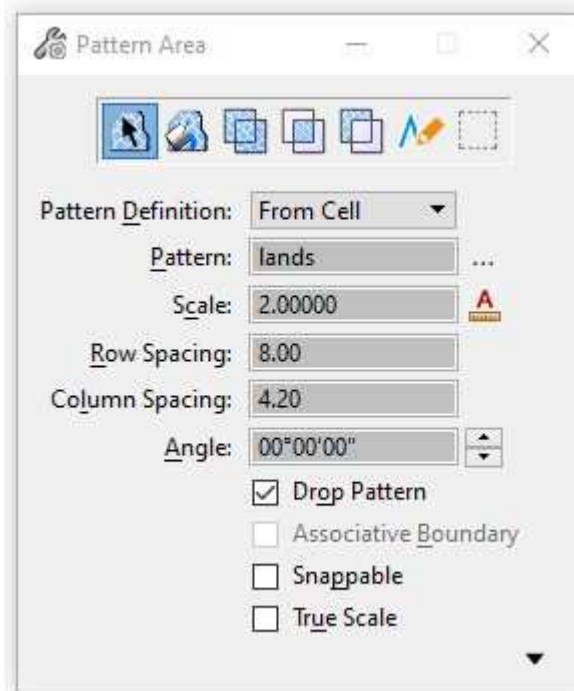 Pattern Area
Pattern Definition: From Cell
Pattern: lands ...
Scale: 2.00000 A
Row Spacing: 8.00
Column Spacing: 4.20
Angle: 00°00'00"
Drop Pattern
Associative Boundary
Snappable
True Scale